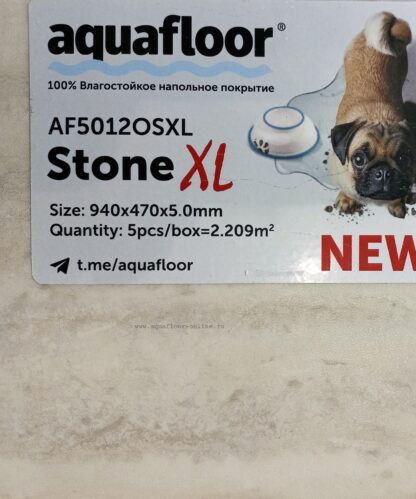 aquafloor®
100% Влагостойкое напольное покрытие
AF5012OSXL
Stone XL
Size: 940x470x5.0mm
Quantity: 5pcs/box=2.209m²
t.me/aquafloor
NEW
www.aquafloor-online.ru